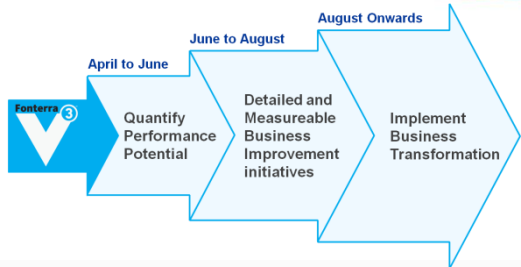 August Onwards
June to August
April to June
Fonterra
V3
Quantify
Performance
Potential
Detailed and
Measureable
Business
Improvement
initiatives
Implement
Business
Transformation